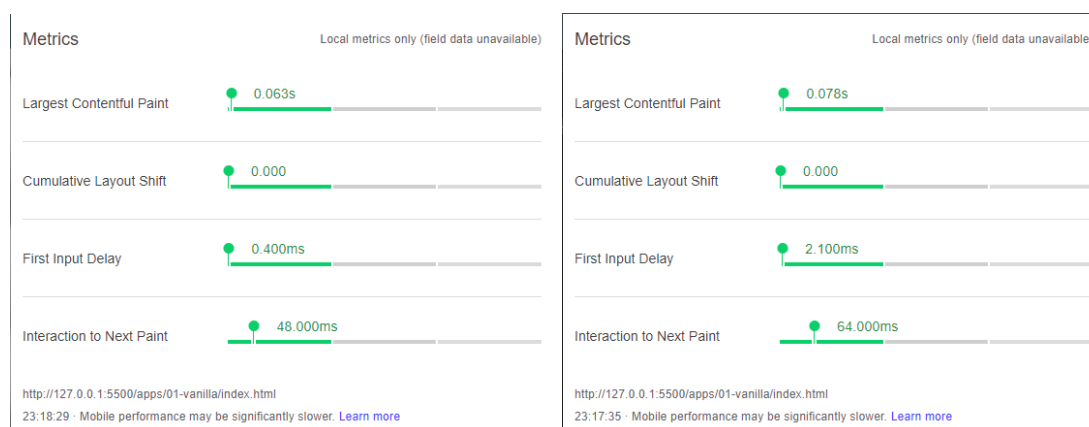 Metrics
Local metrics only (field data unavailable)
Largest Contentful Paint
0.063s
Cumulative Layout Shift
0.000
First Input Delay
0.400ms
Interaction to Next Paint
48.000ms
http://127.0.0.1:5500/apps/01-vanilla/index.html
23:18:29 · Mobile performance may be significantly slower. Learn more
Metrics
Local metrics only (field data unavailable
Largest Contentful Paint
0.078s
Cumulative Layout Shift
0.000
First Input Delay
2.100ms
Interaction to Next Paint
64.000ms
http://127.0.0.1:5500/apps/01-vanilla/index.html
23:17:35 · Mobile performance may be significantly slower. Learn more